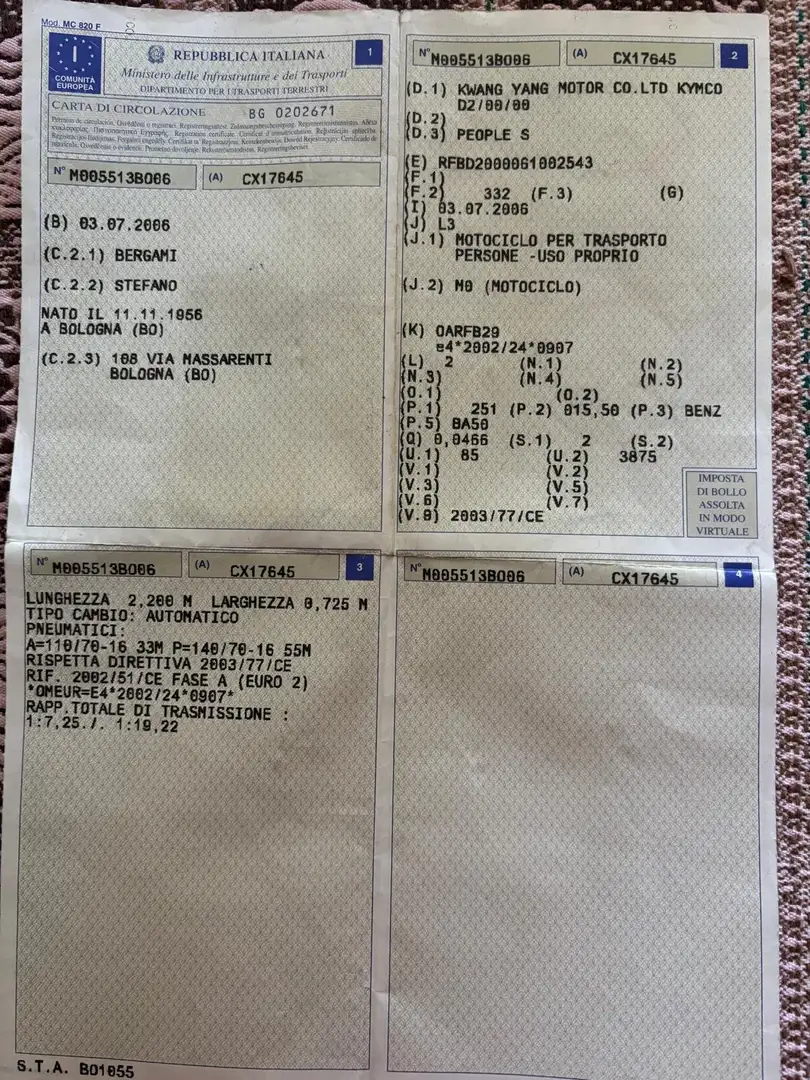 Mod. MC 820 F
I
COMUNITÀ
EUROPEA
REPUBBLICA ITALIANA
Ministero delle Infrastrutture e dei Trasporti
DIPARTIMENTO PER I TRASPORTI TERRESTRI
1
CARTA DI CIRCOLAZIONE BG 0202671
N° M005513BO06 (A) CX17645
(B) 03.07.2006
(C.2.1) BERGAMI
(C.2.2) STEFANO
NATO IL 11.11.1956
A BOLOGNA (BO)
(C.2.3) 108 VIA MASSARENTI
BOLOGNA (BO)
N° M005513BO06 (A) CX17645 2
(D.1) KWANG YANG MOTOR CO.LTD KYMCO
D2/00/00
(D.2)
(D.3) PEOPLE S
(E) RFBD2000061002543
(F.1)
(F.2) 332 (F.3) (G)
(I) 03.07.2006
(J) L3
(J.1) MOTOCICLO PER TRASPORTO
PERSONE -USO PROPRIO
(J.2) M0 (MOTOCICLO)
(K) OARFB29
e4*2002/24*0907
(L) 2 (N.1) (N.2)
(N.3) (N.4) (N.5)
(O.1) (O.2)
(P.1) 251 (P.2) 015,50 (P.3) BENZ
(P.5) BA50
(Q) 0,0466 (S.1) 2 (S.2)
(U.1) 85 (U.2) 3875
(V.1) (V.2)
(V.3) (V.5)
(V.6) (V.7)
(V.9) 2003/77/CE
IMPOSTA
DI BOLLO
ASSOLTA
IN MODO
VIRTUALE
N° M005513BO06 (A) CX17645 3
LUNGHEZZA 2,200 M LARGHEZZA 0,725 M
TIPO CAMBIO: AUTOMATICO
PNEUMATICI:
A=110/70-16 33M P=140/70-16 55M
RISPETTA DIRETTIVA 2003/77/CE
RIF. 2002/51/CE FASE A (EURO 2)
*OMEUR=E4*2002/24*0907*
RAPP.TOTALE DI TRASMISSIONE :
1:7,25./. 1:19,22
N° M005513BO06 (A) CX17645 4
S.T.A. BO1055